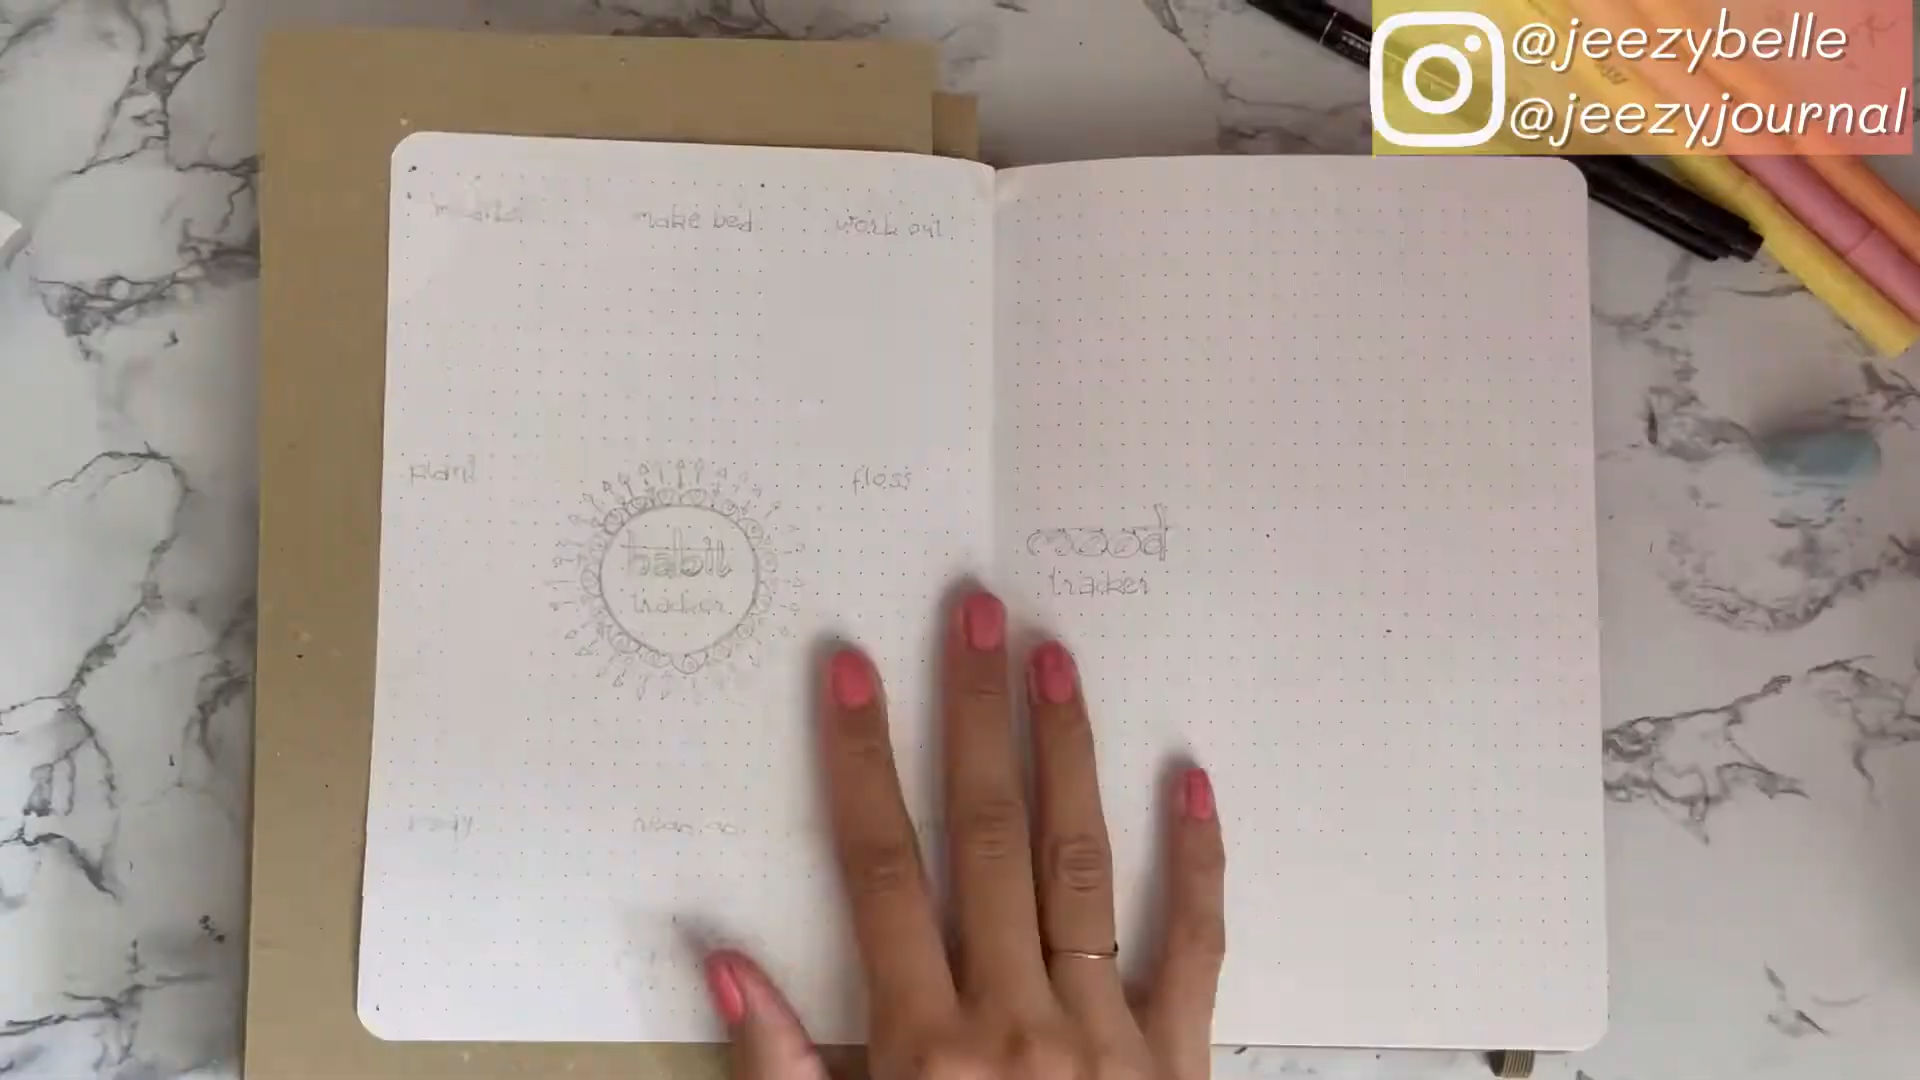 @jeezybelle
@jeezyjournal
make bed
work out
plant
floss
habit
tracker
mood
tracker